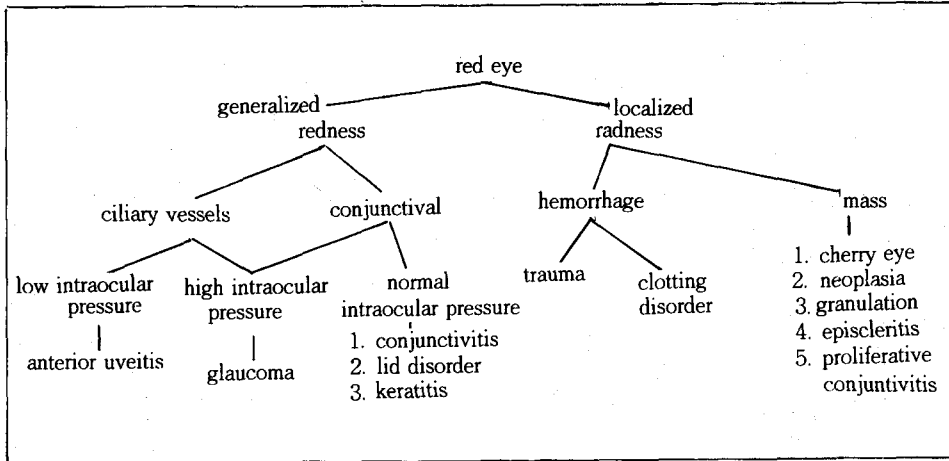 red eye
generalized
redness
localized
radness
ciliary vessels
conjunctival
hemorrhage
mass
low intraocular
pressure
high intraocular
pressure
normal
intraocular pressure
trauma
clotting
disorder
1. cherry eye
2. neoplasia
3. granulation
4. episcleritis
5. proliferative
conjuntivitis
anterior uveitis
glaucoma
1. conjunctivitis
2. lid disorder
3. keratitis